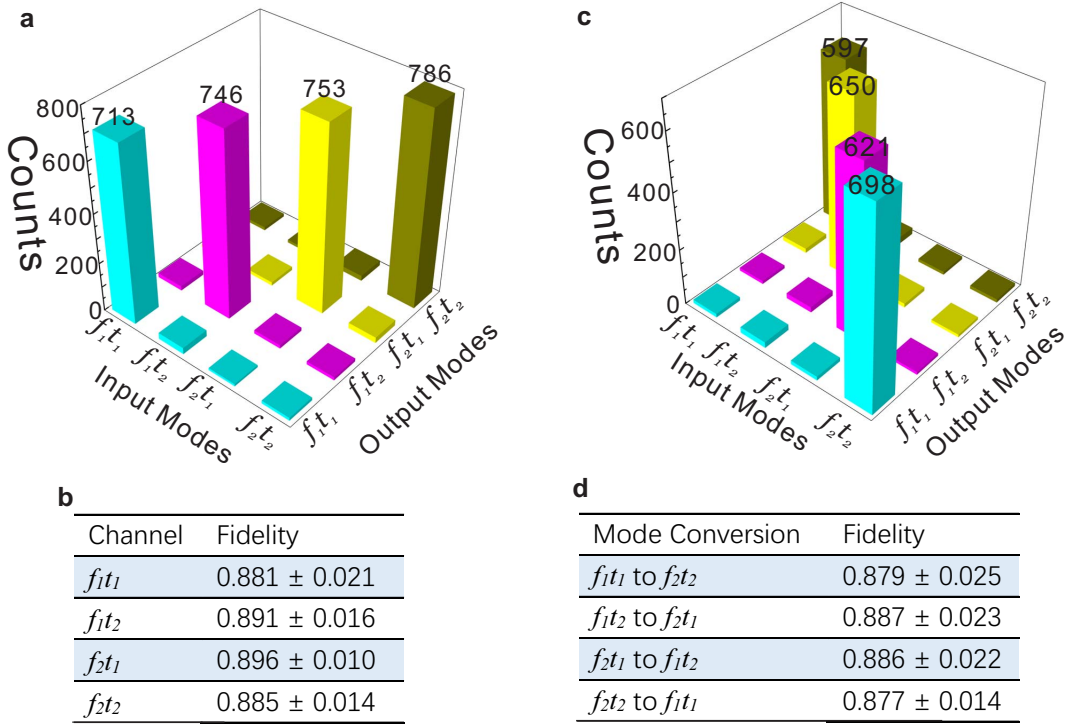 a
800
600
400
200
0
Counts
713
746
753
786
f₁t₁ f₁t₂ f₂t₁ f₂t₂
Input Modes
f₁t₁ f₁t₂ f₂t₁ f₂t₂
Output Modes
c
600
400
200
0
Counts
597
650
621
698
f₁t₁ f₁t₂ f₂t₁ f₂t₂
Input Modes
f₁t₁ f₁t₂ f₂t₁ f₂t₂
Output Modes
b
Channel Fidelity
f₁t₁ 0.881 ± 0.021
f₁t₂ 0.891 ± 0.016
f₂t₁ 0.896 ± 0.010
f₂t₂ 0.885 ± 0.014
d
Mode Conversion Fidelity
f₁t₁ to f₂t₂ 0.879 ± 0.025
f₁t₂ to f₂t₁ 0.887 ± 0.023
f₂t₁ to f₁t₂ 0.886 ± 0.022
f₂t₂ to f₁t₁ 0.877 ± 0.014